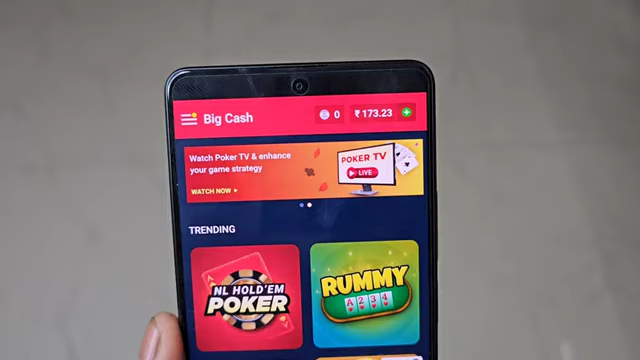 Big Cash
0
₹ 173.23
Watch Poker TV & enhance
your game strategy
WATCH NOW
POKER TV
LIVE
TRENDING
NL HOLD'EM
POKER
RUMMY
A 2 3 4